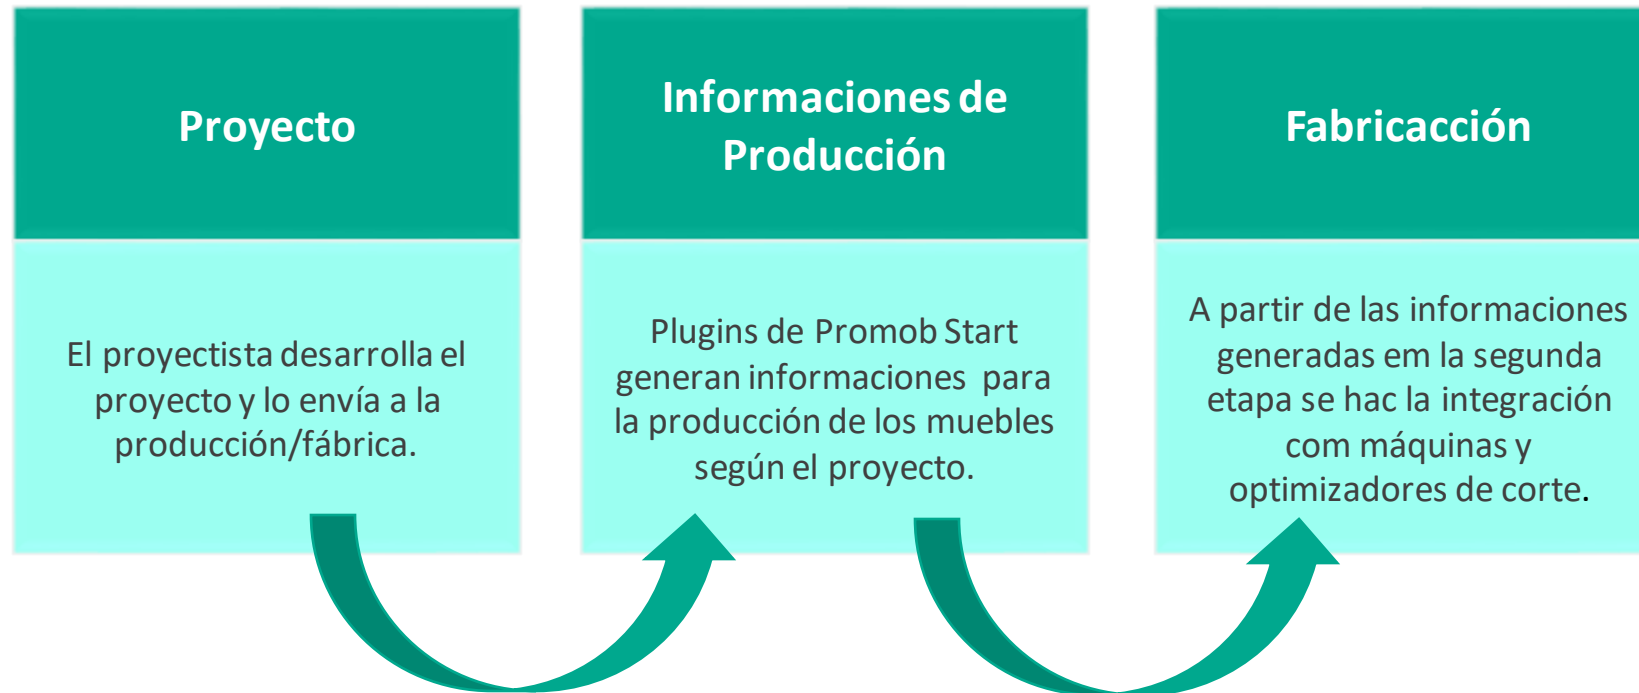 Proyecto
El proyectista desarrolla el
proyecto y lo envía a la
producción/fábrica.
Informaciones de
Producción
Plugins de Promob Start
generan informaciones para
la producción de los muebles
según el proyecto.
Fabricacción
A partir de las informaciones
generadas em la segunda
etapa se hac la integración
com máquinas y
optimizadores de corte.